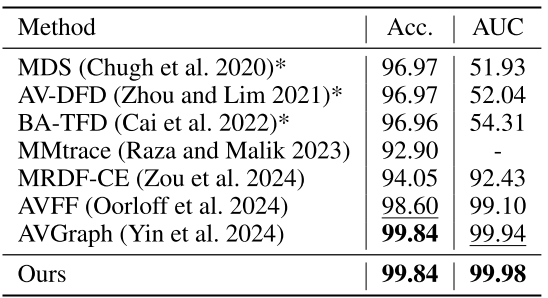 Method Acc. AUC
MDS (Chugh et al. 2020)* 96.97 51.93
AV-DFD (Zhou and Lim 2021)* 96.97 52.04
BA-TFD (Cai et al. 2022)* 96.96 54.31
MMtrace (Raza and Malik 2023) 92.90 -
MRDF-CE (Zou et al. 2024) 94.05 92.43
AVFF (Oorloff et al. 2024) 98.60 99.10
AVGraph (Yin et al. 2024) 99.84 99.94
Ours 99.84 99.98